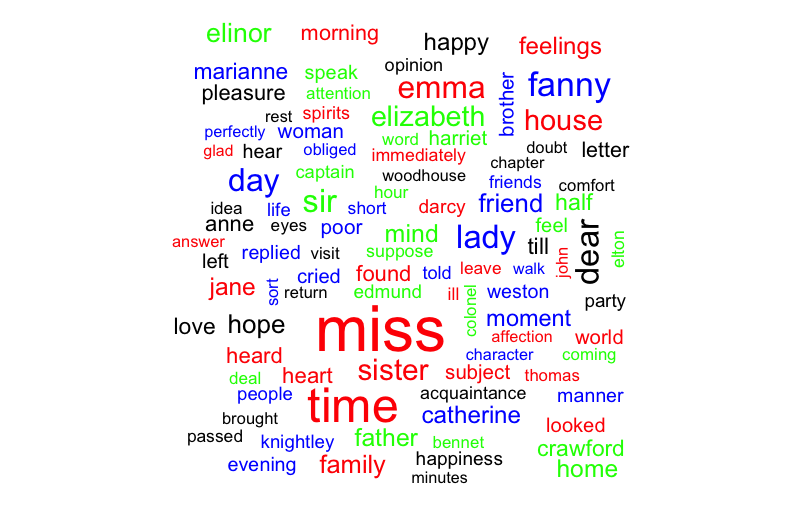 elinor morning
happy feelings
opinion
marianne speak
pleasure attention emma brother fanny
rest spirits elizabeth house
perfectly woman word harriet
glad hear obliged immediately doubt letter
chapter
captain woodhouse friends comfort
day hour
idea life sir short darcy friend half
anne eyes poor mind lady feel
answer till dear elton
left replied visit suppose
jane sort cried found told leave walk john
return edmund ill colonel weston
party
love hope miss moment
affection world
heard character coming
deal heart sister subject thomas
people time acquaintance manner
brought catherine looked
passed knightley father bennet crawford
evening family happiness home
minutes